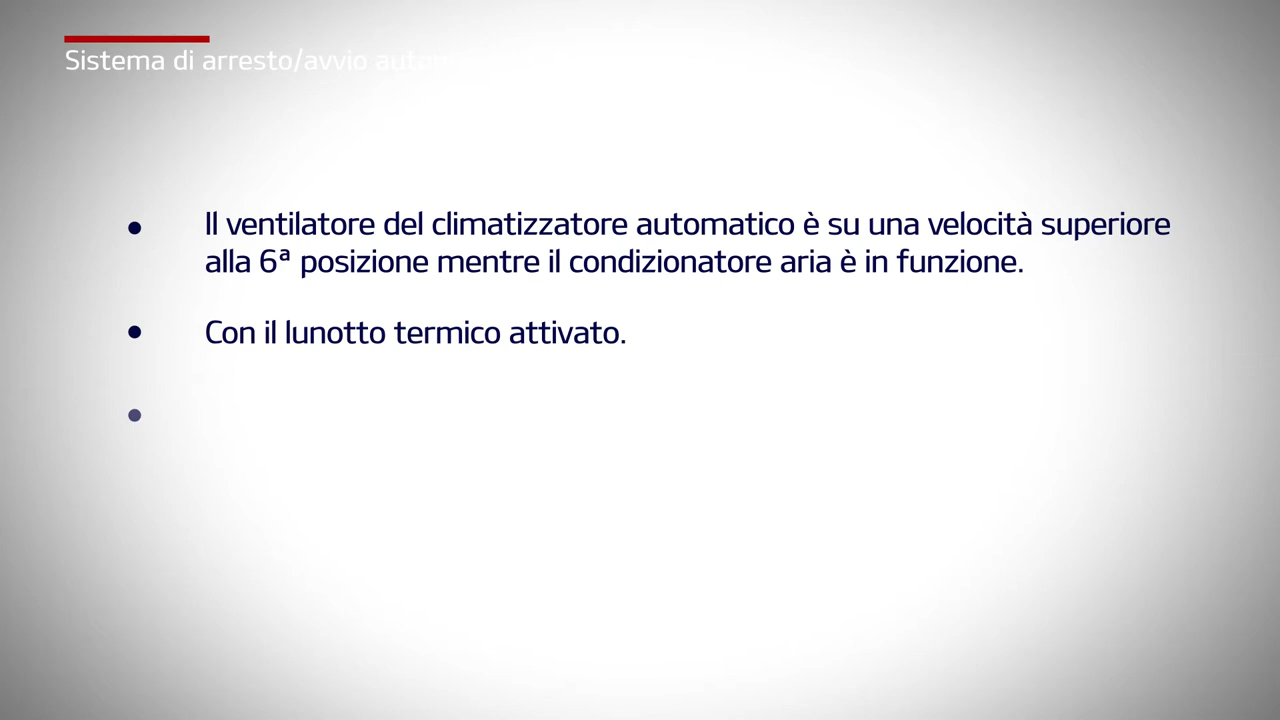 Sistema di arresto/avvio
Il ventilatore del climatizzatore automatico è su una velocità superiore
alla 6ª posizione mentre il condizionatore aria è in funzione.
Con il lunotto termico attivato.